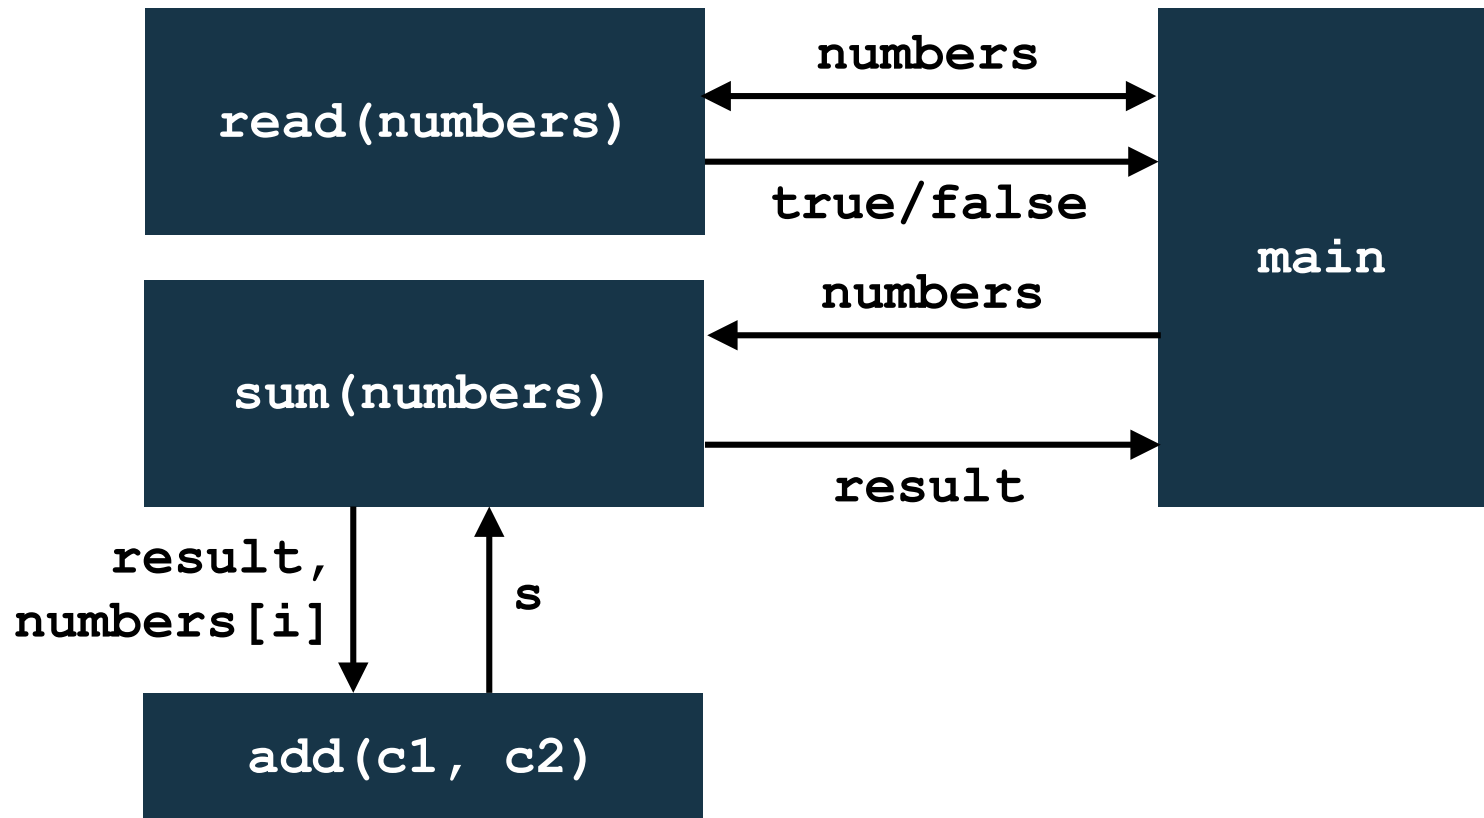 read(numbers)
numbers
true/false
main
sum(numbers)
numbers
result
result,
numbers[i]
s
add(c1, c2)